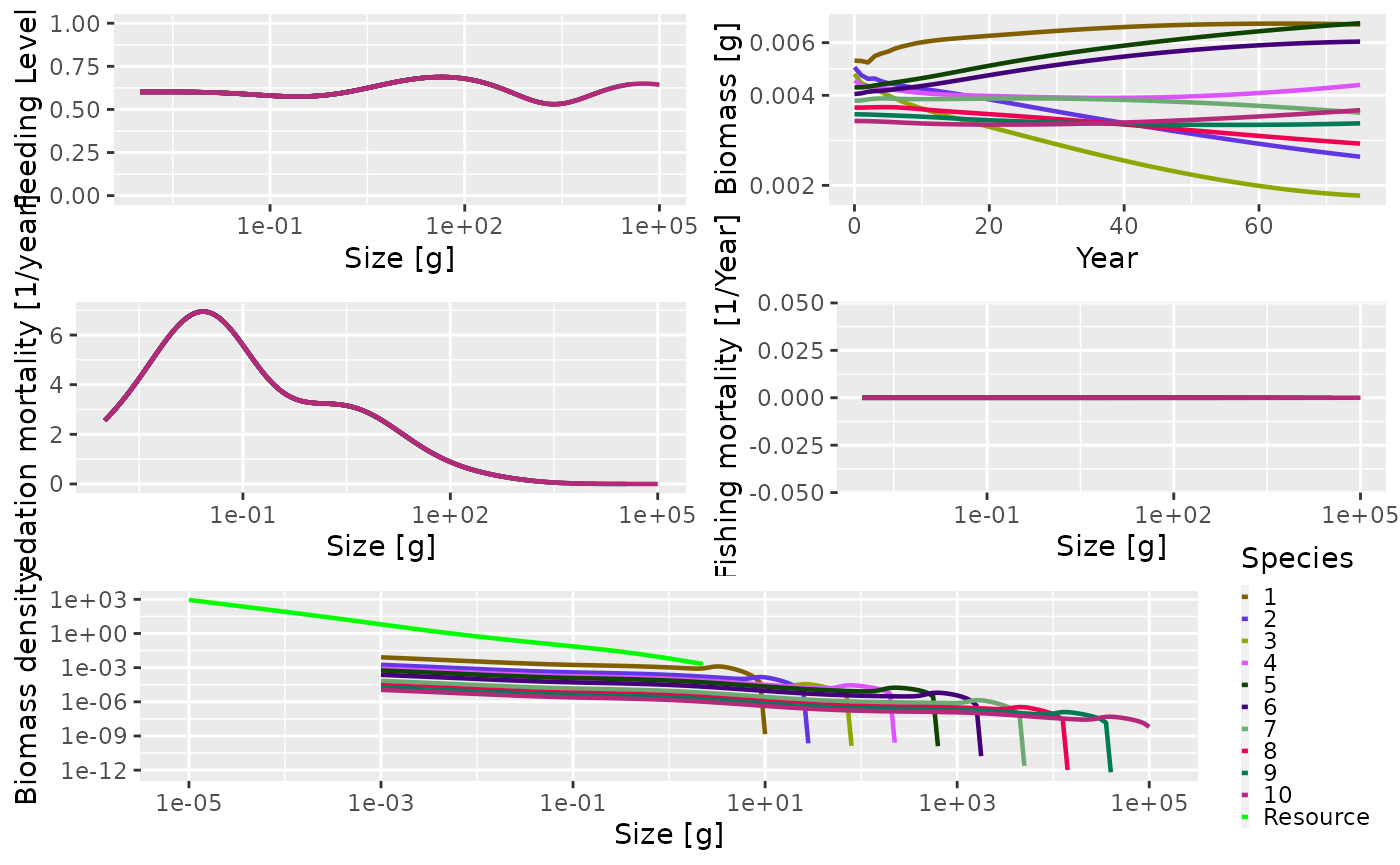 Feeding Level
1.00
0.75
0.50
0.25
0.00
1e-01 1e+02 1e+05
Size [g]
Biomass [g]
0.006
0.004
0.002
0 20 40 60
Year
edation mortality [1/year]
6
4
2
0
1e-01 1e+02 1e+05
Size [g]
Fishing mortality [1/Year]
0.050
0.025
0.000
-0.025
-0.050
1e-01 1e+02 1e+05
Size [g]
Biomass density
1e+03
1e+00
1e-03
1e-06
1e-09
1e-12
1e-05 1e-03 1e-01 1e+01 1e+03 1e+05
Size [g]
Species
1
2
3
4
5
6
7
8
9
10
Resource